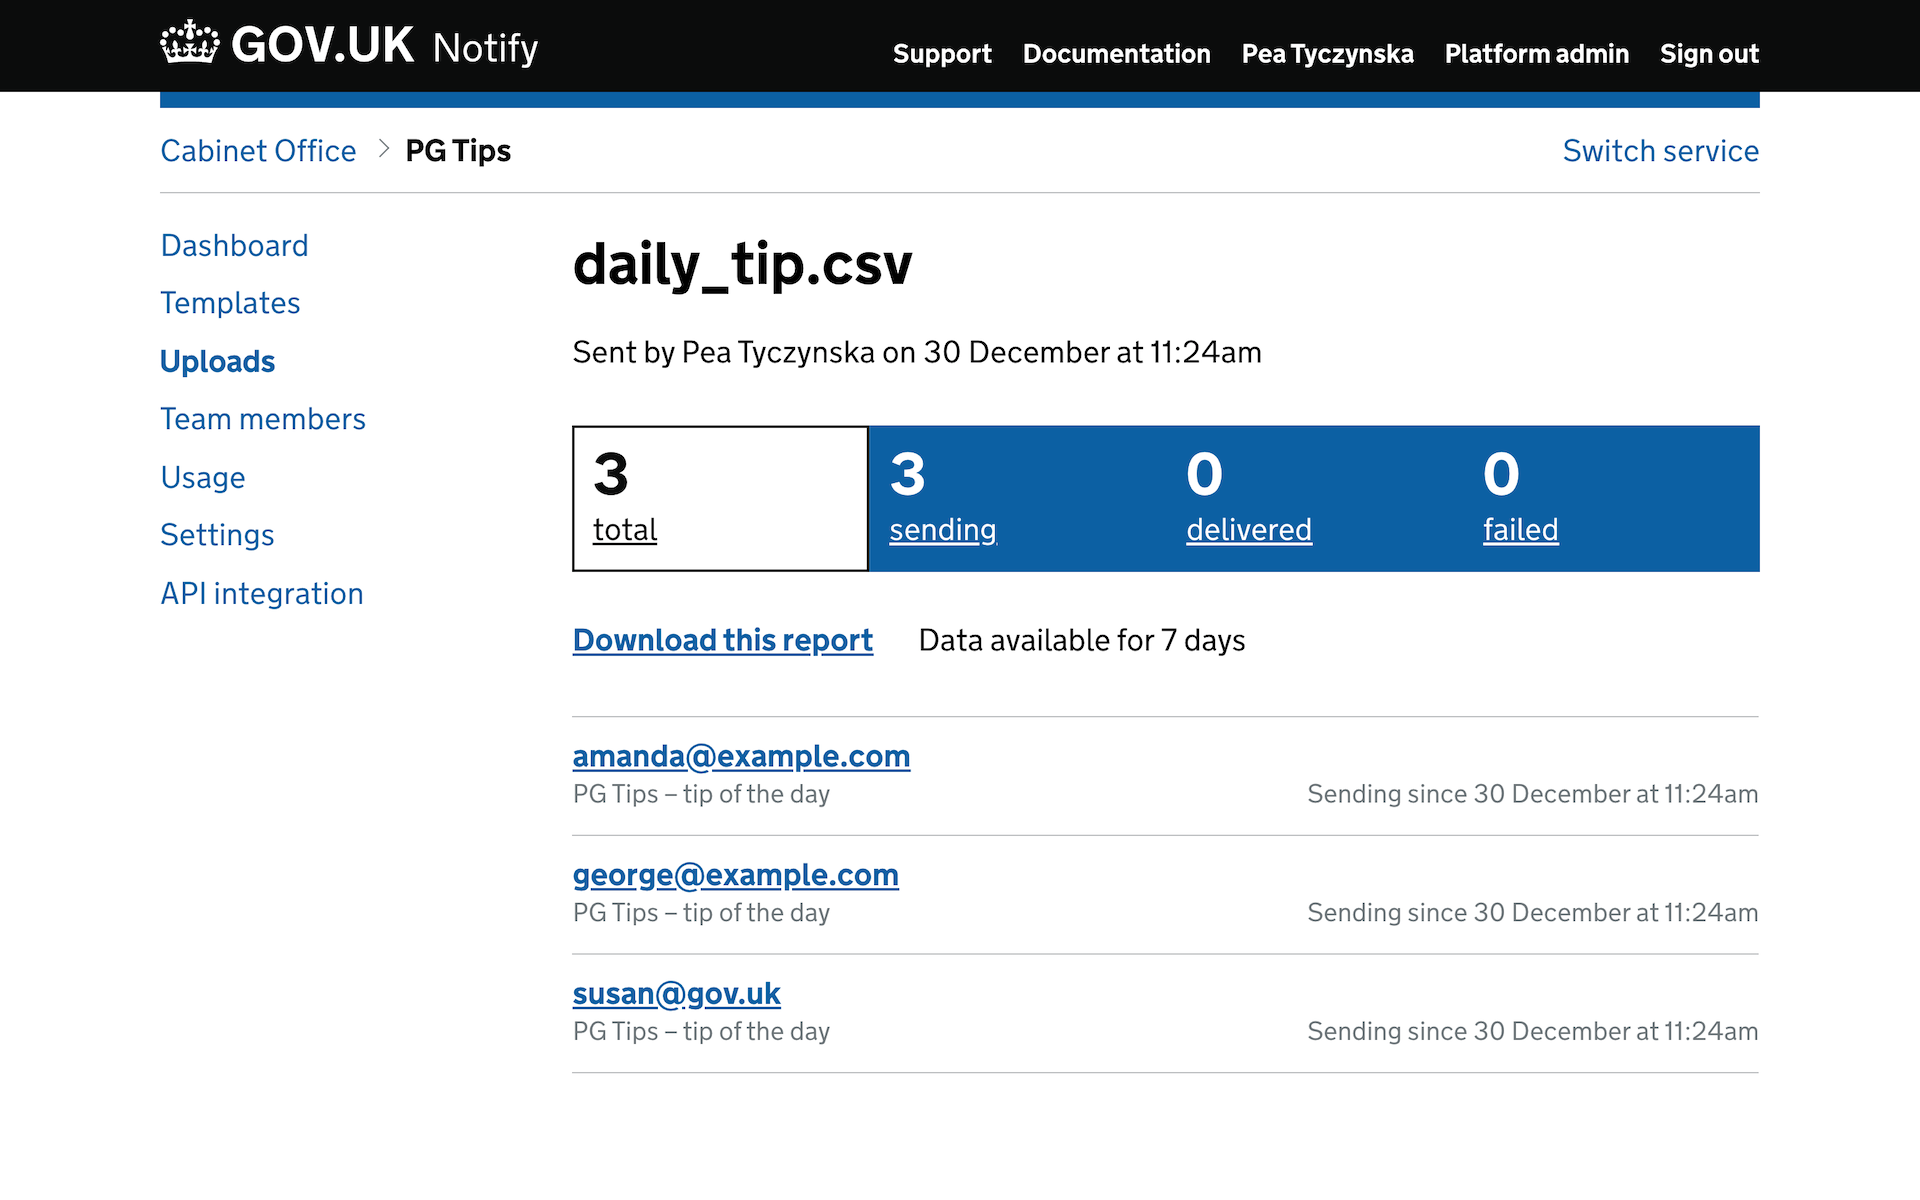 GOV.UK Notify
Support Documentation Pea Tyczynska Platform admin Sign out
Cabinet Office > PG Tips
Switch service
Dashboard
Templates
Uploads
Team members
Usage
Settings
API integration
daily_tip.csv
Sent by Pea Tyczynska on 30 December at 11:24am
3 total
3 sending
0 delivered
0 failed
Download this report Data available for 7 days
amanda@example.com
PG Tips – tip of the day Sending since 30 December at 11:24am
george@example.com
PG Tips – tip of the day Sending since 30 December at 11:24am
susan@gov.uk
PG Tips – tip of the day Sending since 30 December at 11:24am